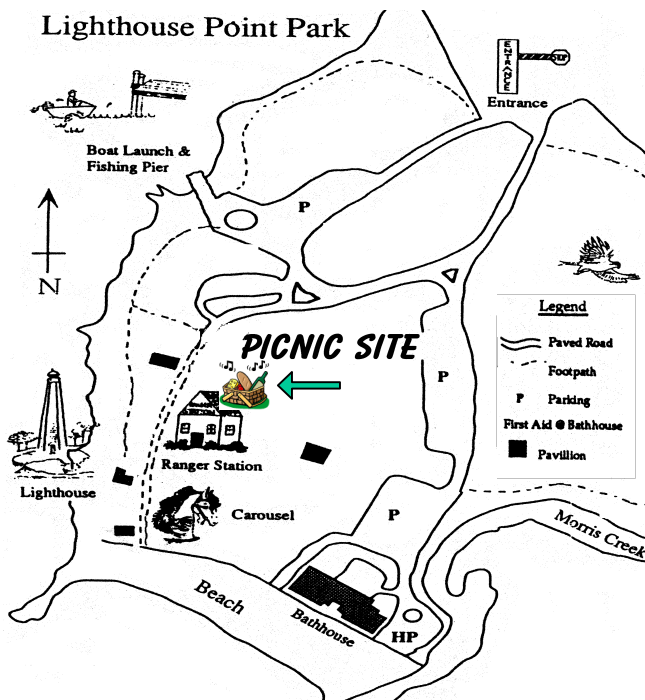 Lighthouse Point Park
ENTRANCE
Entrance
Boat Launch &
Fishing Pier
P
N
Legend
Paved Road
Footpath
P Parking
First Aid @ Bathhouse
Pavillion
PICNIC SITE
P
Ranger Station
Lighthouse
Carousel
P
Morris Creek
Beach
Bathhouse
HP